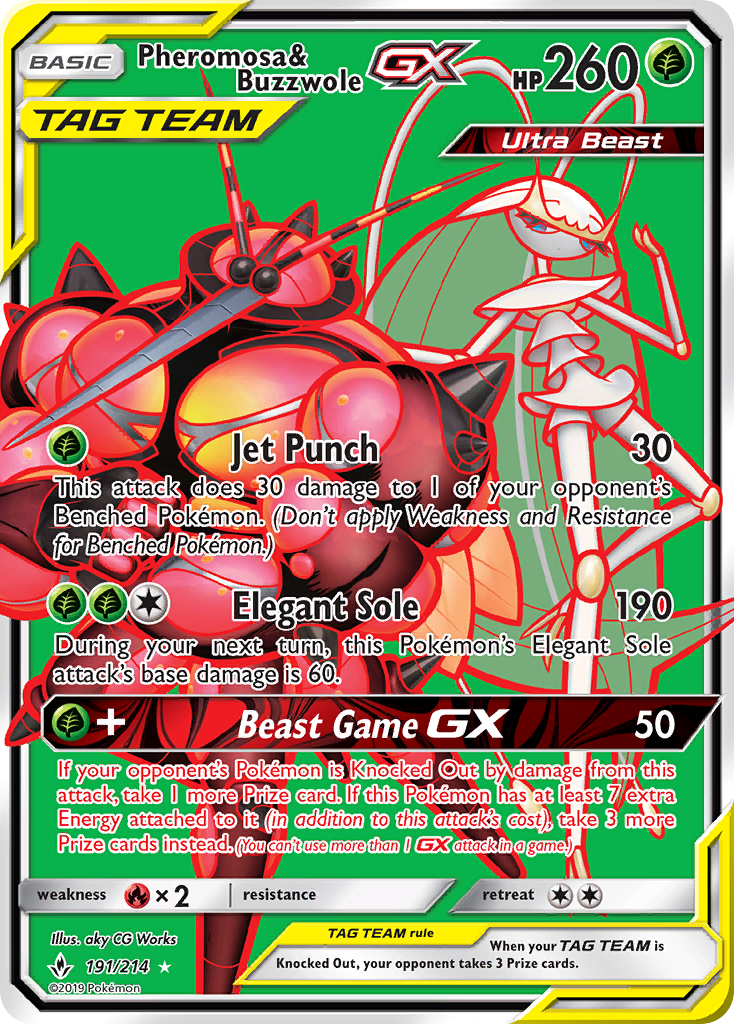 BASIC
Pheromosa&
Buzzwole
GX
HP260
TAG TEAM
Ultra Beast
Jet Punch 30
This attack does 30 damage to 1 of your opponent's
Benched Pokémon. (Don't apply Weakness and Resistance
for Benched Pokémon.)
Elegant Sole 190
During your next turn, this Pokémon's Elegant Sole
attack's base damage is 60.
+ Beast Game GX 50
If your opponent's Pokémon is Knocked Out by damage from this
attack, take 1 more Prize card. If this Pokémon has at least 7 extra
Energy attached to it (in addition to this attack's cost), take 3 more
Prize cards instead. (You can't use more than 1 GX attack in a game.)
weakness ×2 resistance retreat
Illus. aky CG Works
191/214
©2019 Pokémon
TAG TEAM rule
When your TAG TEAM is
Knocked Out, your opponent takes 3 Prize cards.